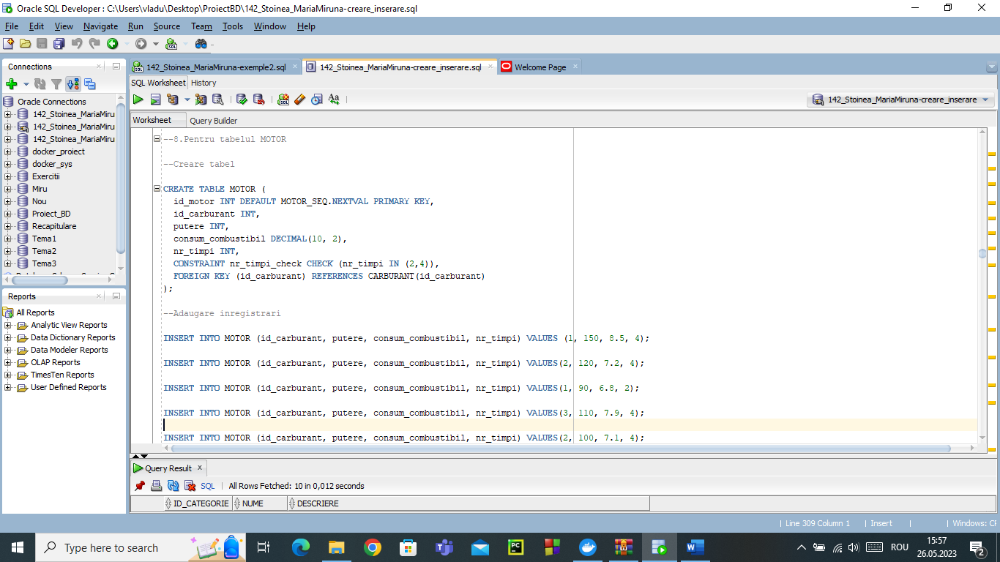 Oracle SQL Developer : C:\Users\vladu\Desktop\ProiectBD\142_Stoinea_MariaMiruna-creare_inserare.sql
File Edit View Navigate Run Source Team Tools Window Help
Connections
Oracle Connections
142_Stoinea_MariaMiru
142_Stoinea_MariaMiru
142_Stoinea_MariaMiru
docker_proiect
docker_sys
Exercitii
Miru
Nou
Proiect_BD
Recapitulare
Tema1
Tema2
Tema3
Reports
All Reports
Analytic View Reports
Data Dictionary Reports
Data Modeler Reports
OLAP Reports
TimesTen Reports
User Defined Reports
142_Stoinea_MariaMiruna-exemple2.sql 142_Stoinea_MariaMiruna-creare_inserare.sql Welcome Page
SQL Worksheet History
142_Stoinea_MariaMiruna-creare_inserare
Worksheet Query Builder
--8.Pentru tabelul MOTOR
--Creare tabel
CREATE TABLE MOTOR (
id_motor INT DEFAULT MOTOR_SEQ.NEXTVAL PRIMARY KEY,
id_carburant INT,
putere INT,
consum_combustibil DECIMAL(10, 2),
nr_timpi INT,
CONSTRAINT nr_timpi_check CHECK (nr_timpi IN (2,4)),
FOREIGN KEY (id_carburant) REFERENCES CARBURANT(id_carburant)
);
--Adaugare inregistrari
INSERT INTO MOTOR (id_carburant, putere, consum_combustibil, nr_timpi) VALUES (1, 150, 8.5, 4);
INSERT INTO MOTOR (id_carburant, putere, consum_combustibil, nr_timpi) VALUES(2, 120, 7.2, 4);
INSERT INTO MOTOR (id_carburant, putere, consum_combustibil, nr_timpi) VALUES(1, 90, 6.8, 2);
INSERT INTO MOTOR (id_carburant, putere, consum_combustibil, nr_timpi) VALUES(3, 110, 7.9, 4);
INSERT INTO MOTOR (id_carburant, putere, consum_combustibil, nr_timpi) VALUES(2, 100, 7.1, 4);
Query Result
SQL | All Rows Fetched: 10 in 0,012 seconds
ID_CATEGORIE NUME DESCRIERE
Line 309 Column 1 | Insert | Windows: CF
Type here to search
ROU
15:57
26.05.2023
2